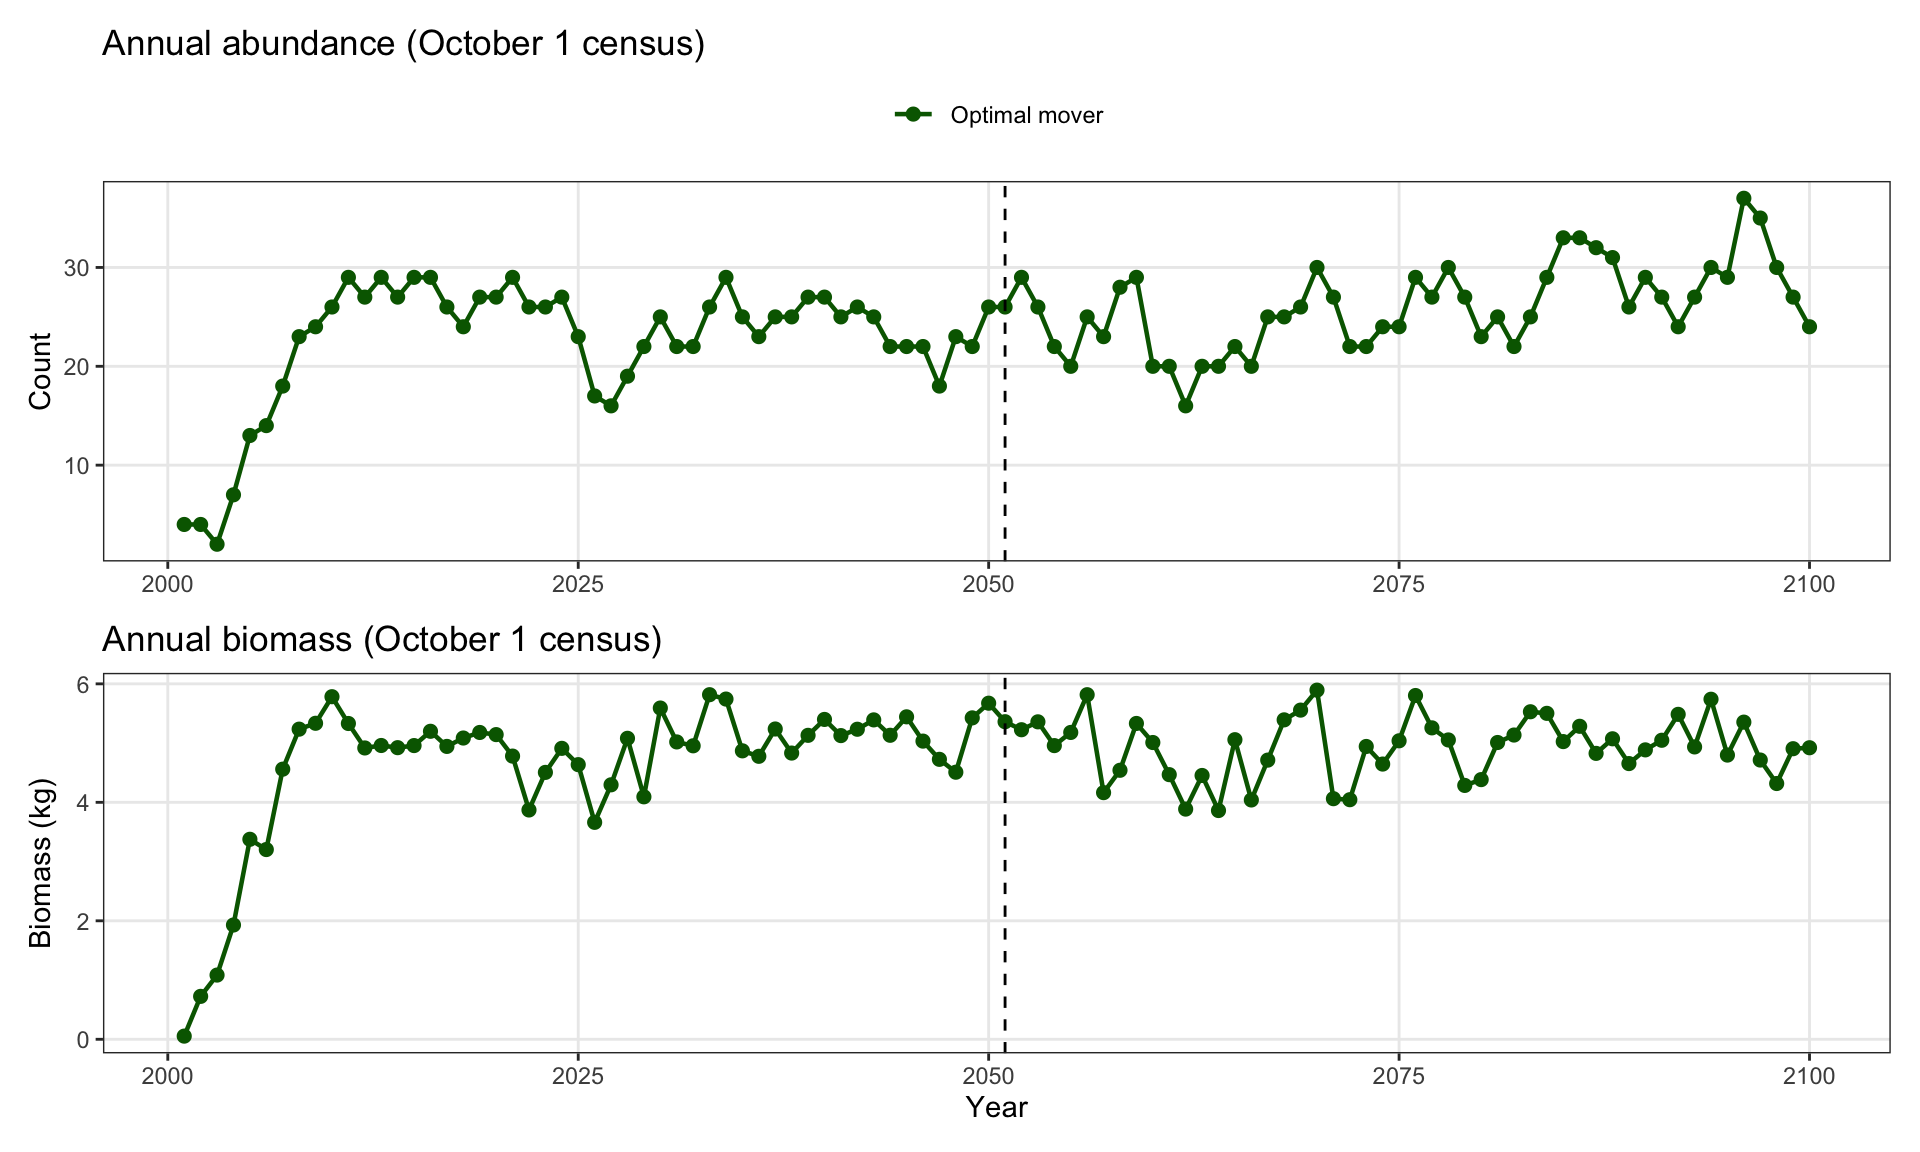 Annual abundance (October 1 census)
Optimal mover
Count
30
20
10
2000 2025 2050 2075 2100
Annual biomass (October 1 census)
Biomass (kg)
6
4
2
0
2000 2025 2050 2075 2100
Year